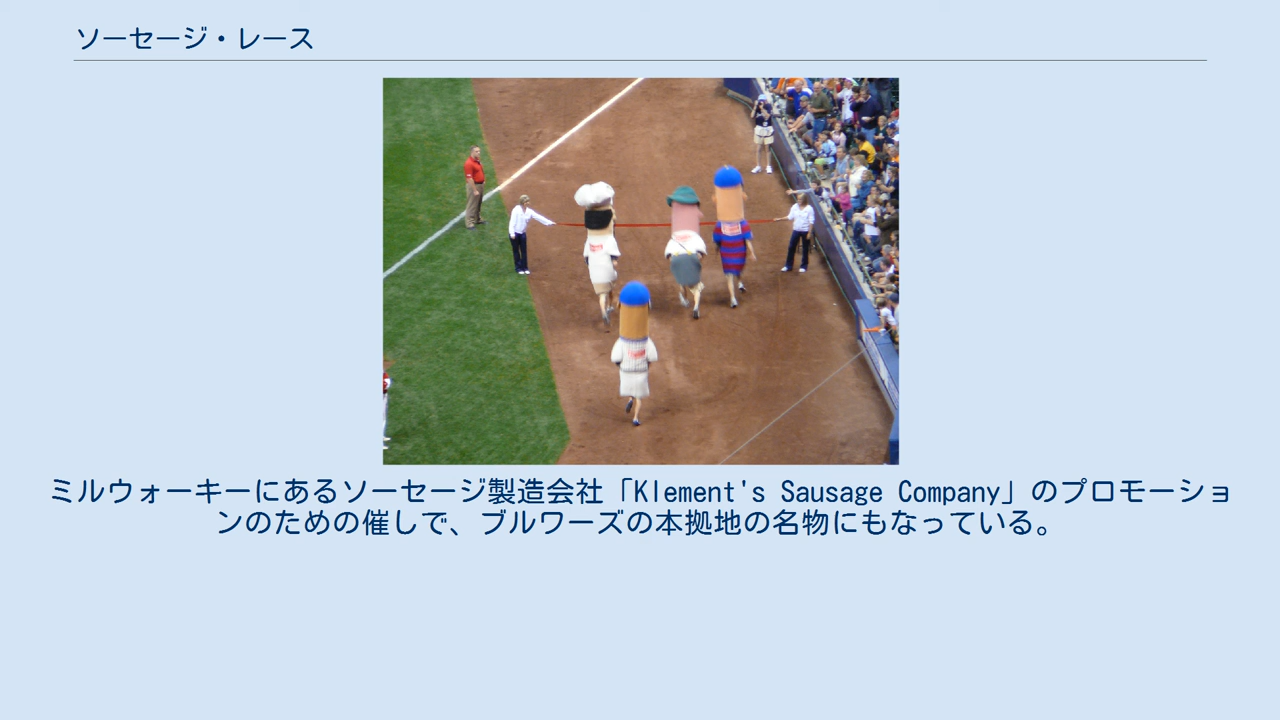 ソーセージ・レース
ミルウォーキーにあるソーセージ製造会社「Klement's Sausage Company」のプロモーショ
ンのための催しで、ブルワーズの本拠地の名物にもなっている。